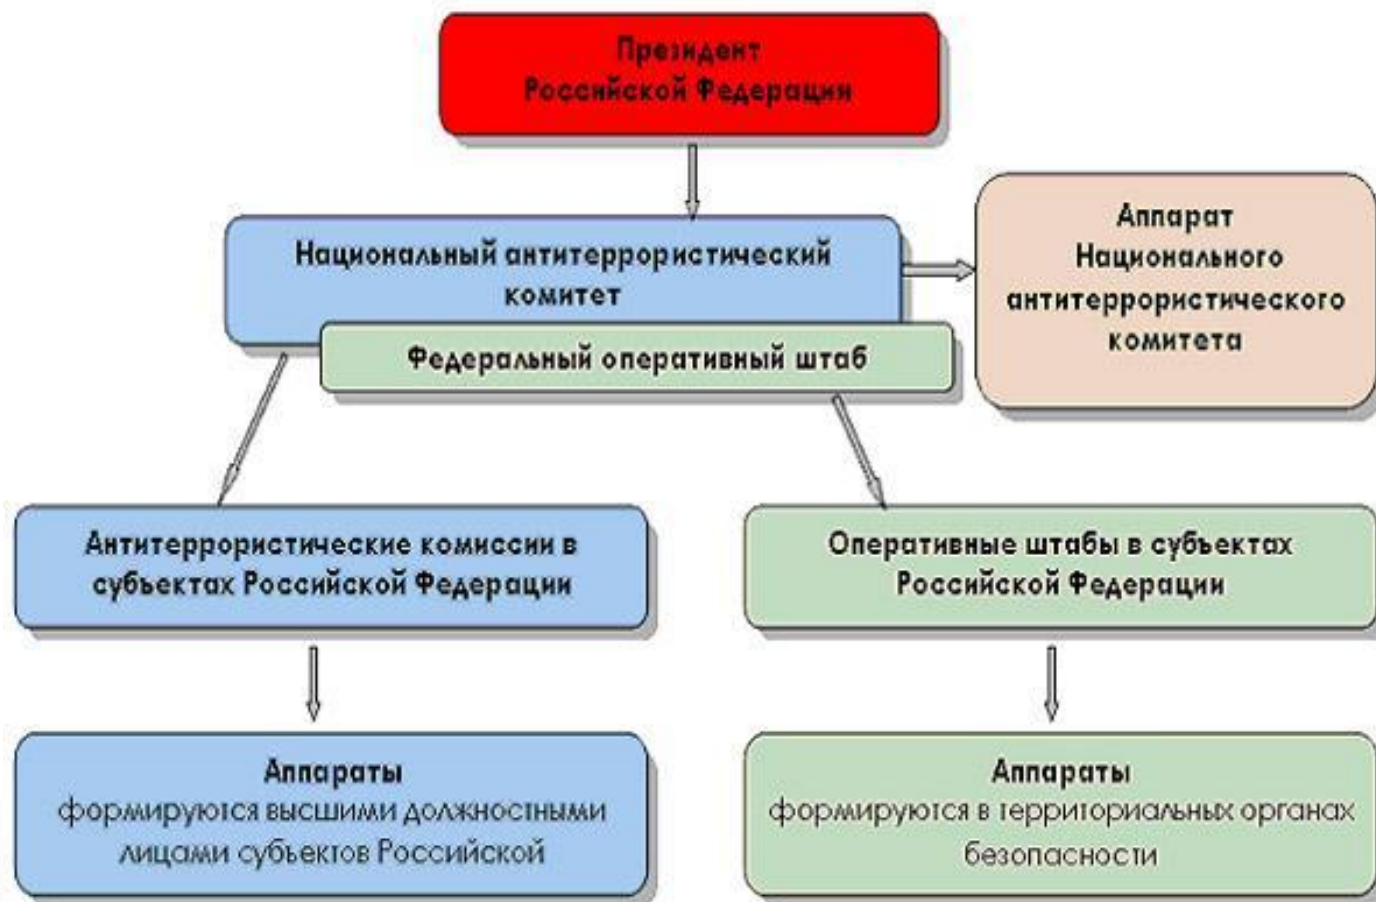 Президент
Российской Федерации
Национальный антитеррористический
комитет
Аппарат
Национального
антитеррористического
комитета
Федеральный оперативный штаб
Антитеррористические комиссии в
субъектах Российской Федерации
Оперативные штабы в субъектах
Российской Федерации
Аппараты
формируются высшими должностными
лицами субъектов Российской
Аппараты
формируются в территориальных органах
безопасности